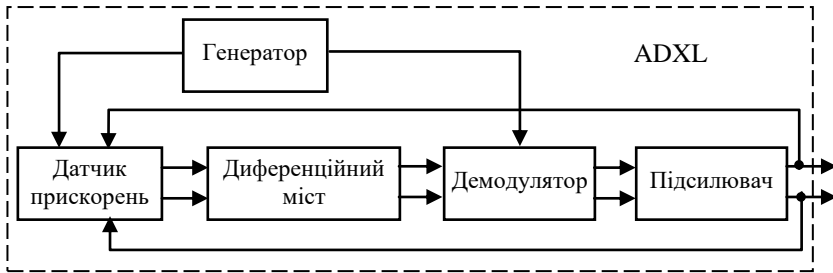 Генератор
ADXL
Датчик
прискорень
Диференційний
міст
Демодулятор
Підсилювач